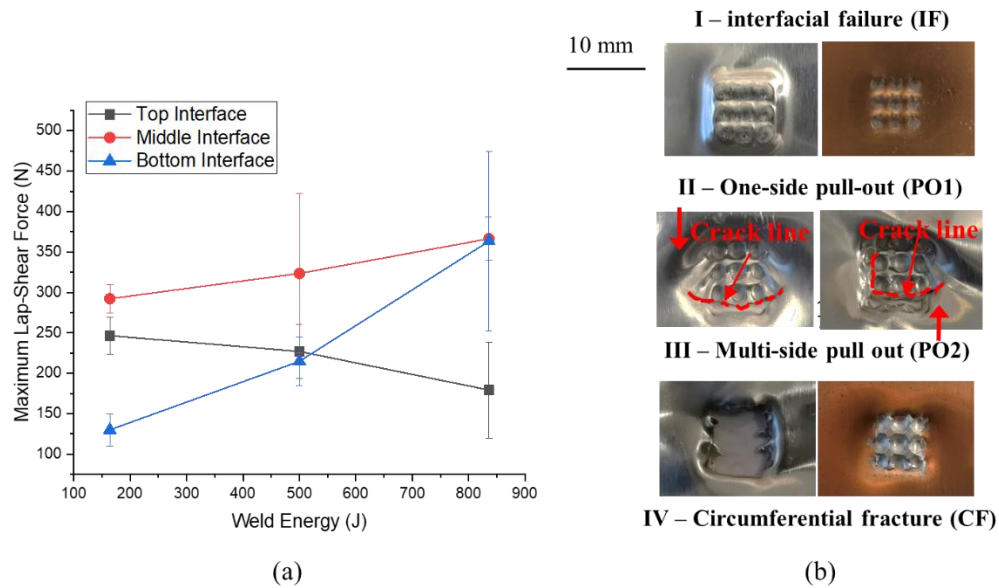 Top Interface
Middle Interface
Bottom Interface
Maximum Lap-Shear Force (N)
500
450
400
350
300
250
200
150
100
100 200 300 400 500 600 700 800 900
Weld Energy (J)
(a)
I – interfacial failure (IF)
10 mm
II – One-side pull-out (PO1)
Crack line
Crack line
III – Multi-side pull out (PO2)
IV – Circumferential fracture (CF)
(b)